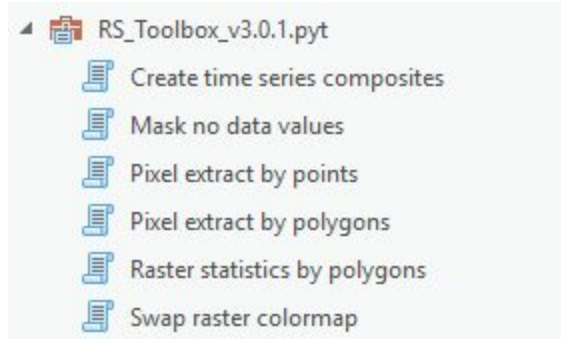 RS_Toolbox_v3.0.1.pyt
Create time series composites
Mask no data values
Pixel extract by points
Pixel extract by polygons
Raster statistics by polygons
Swap raster colormap